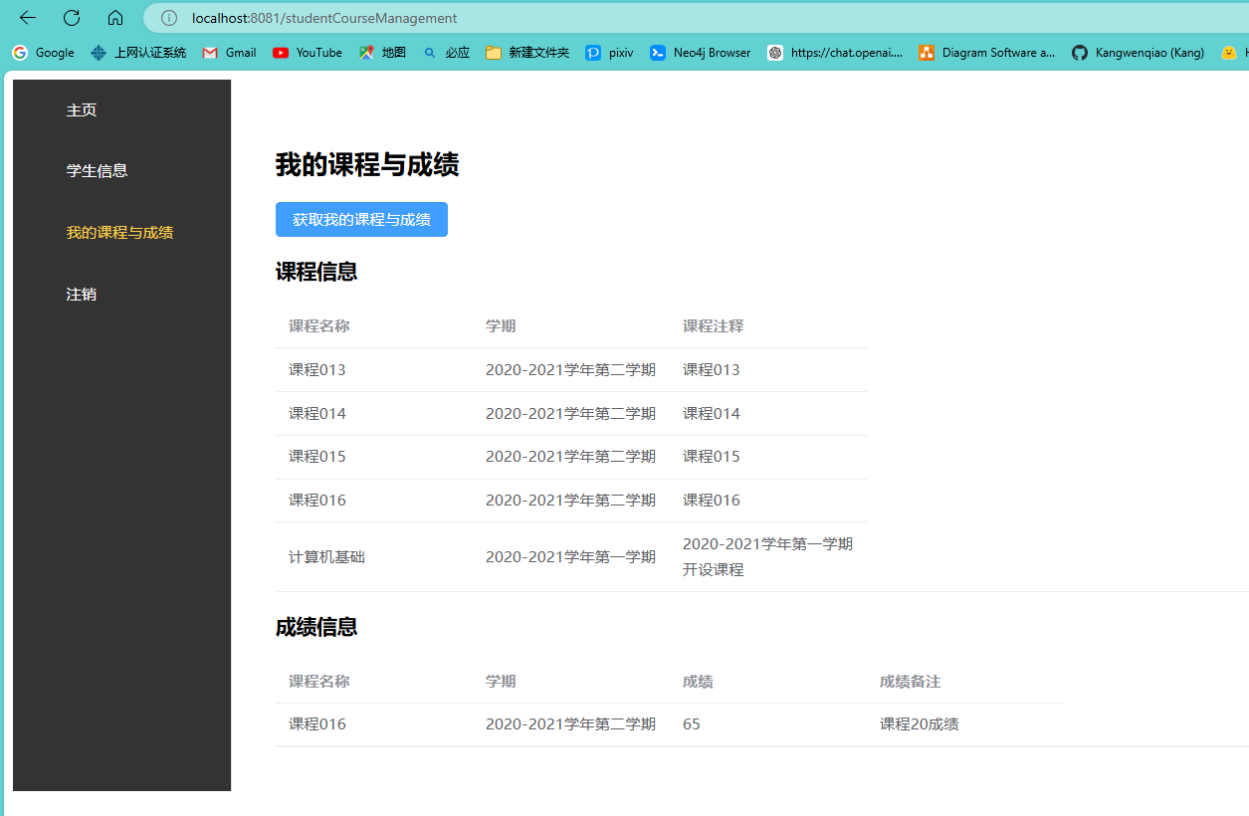 localhost:8081/studentCourseManagement
Google 上网认证系统 Gmail YouTube 地图 必应 新建文件夹 pixiv Neo4j Browser https://chat.openai.... Diagram Software a... Kangwenqiao (Kang) H
主页
学生信息
我的课程与成绩
注销
我的课程与成绩
获取我的课程与成绩
课程信息
课程名称 学期 课程注释
课程013 2020-2021学年第二学期 课程013
课程014 2020-2021学年第二学期 课程014
课程015 2020-2021学年第二学期 课程015
课程016 2020-2021学年第二学期 课程016
计算机基础 2020-2021学年第一学期 2020-2021学年第一学期
开设课程
成绩信息
课程名称 学期 成绩 成绩备注
课程016 2020-2021学年第二学期 65 课程20成绩